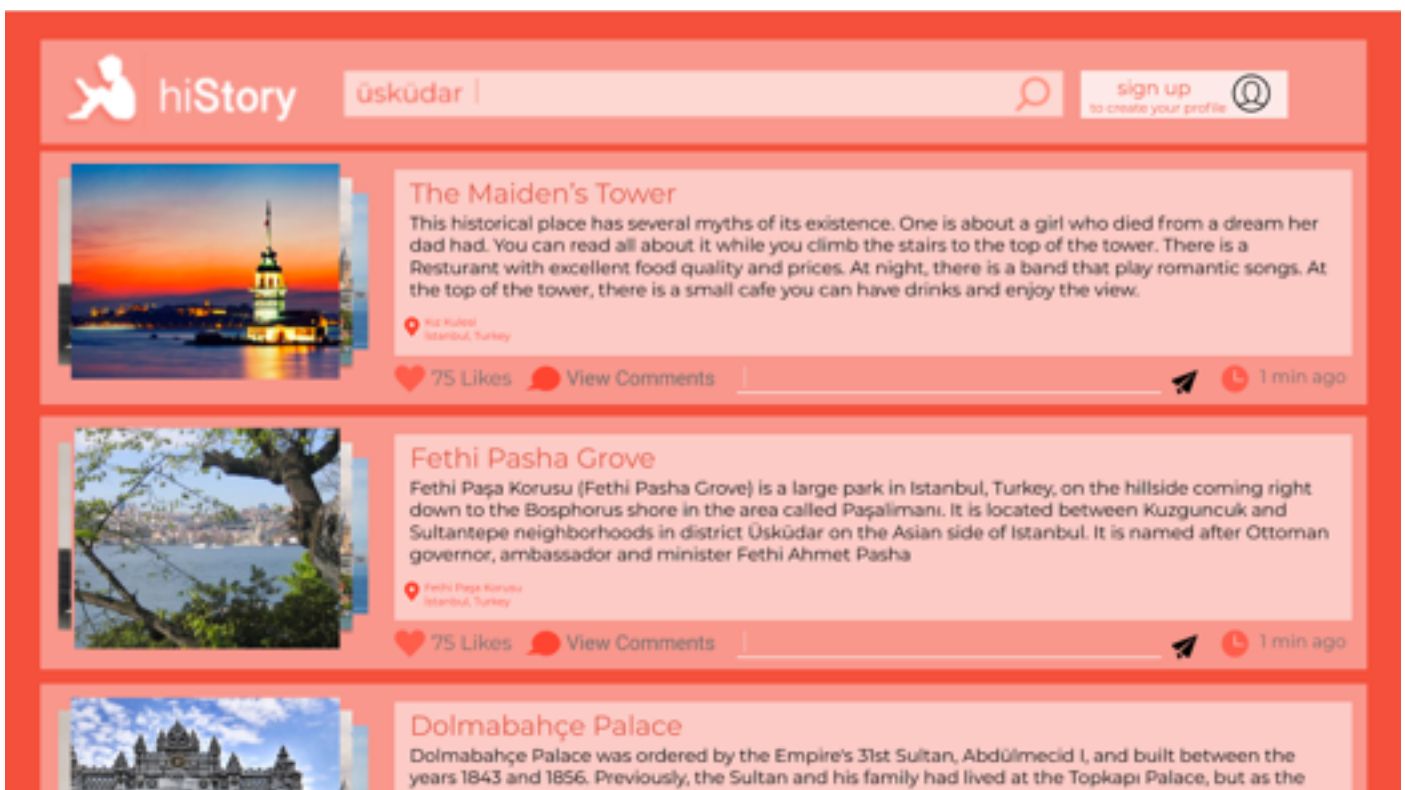 hiStory
üsküdar
sign up
to create your profile
The Maiden's Tower
This historical place has several myths of its existence. One is about a girl who died from a dream her
dad had. You can read all about it while you climb the stairs to the top of the tower. There is a
Resturant with excellent food quality and prices. At night, there is a band that play romantic songs. At
the top of the tower, there is a small cafe you can have drinks and enjoy the view.
Kız Kulesi
İstanbul, Turkey
75 Likes View Comments 1 min ago
Fethi Pasha Grove
Fethi Paşa Korusu (Fethi Pasha Grove) is a large park in Istanbul, Turkey, on the hillside coming right
down to the Bosphorus shore in the area called Paşalimanı. It is located between Kuzguncuk and
Sultantepe neighborhoods in district Üsküdar on the Asian side of Istanbul. It is named after Ottoman
governor, ambassador and minister Fethi Ahmet Pasha
Fethi Paşa Korusu
İstanbul, Turkey
75 Likes View Comments 1 min ago
Dolmabahçe Palace
Dolmabahçe Palace was ordered by the Empire's 31st Sultan, Abdülmecid I, and built between the
years 1843 and 1856. Previously, the Sultan and his family had lived at the Topkapı Palace, but as the